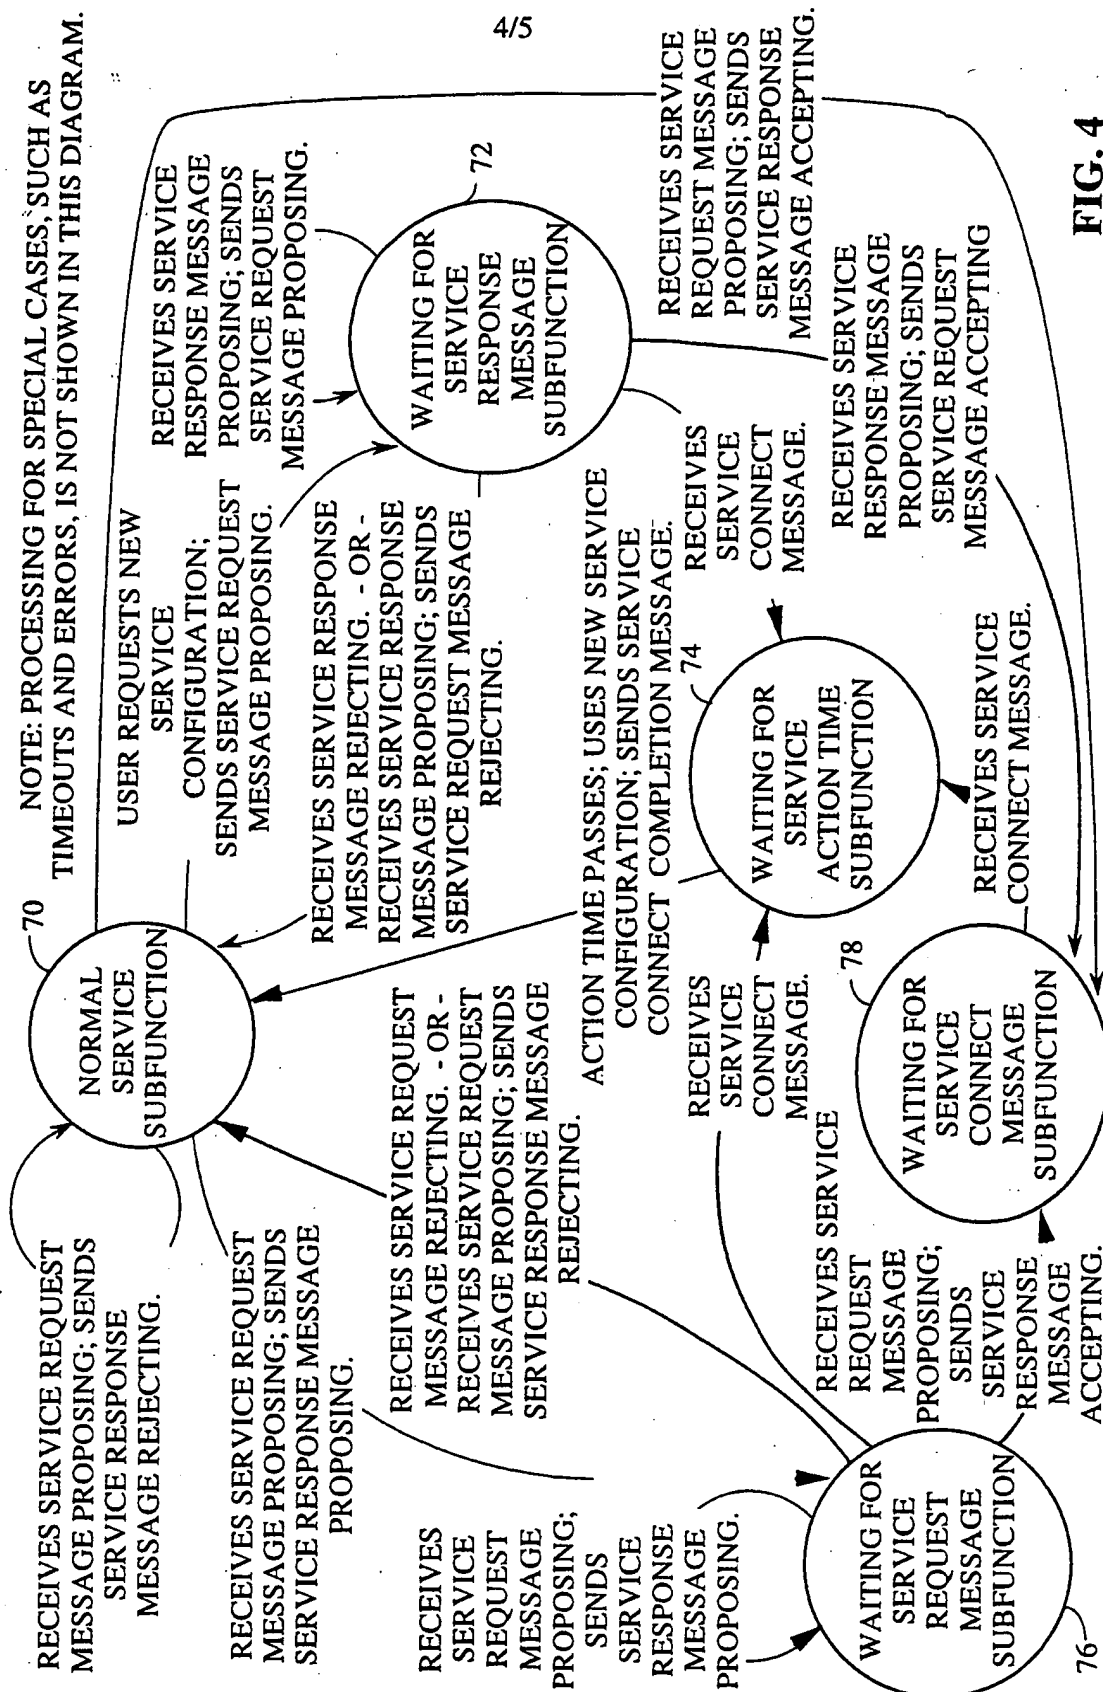 4/5
NOTE: PROCESSING FOR SPECIAL CASES, SUCH AS
TIMEOUTS AND ERRORS, IS NOT SHOWN IN THIS DIAGRAM.
70
NORMAL
SERVICE
SUBFUNCTION
RECEIVES SERVICE REQUEST
MESSAGE PROPOSING; SENDS
SERVICE RESPONSE
MESSAGE REJECTING.
USER REQUESTS NEW
SERVICE
CONFIGURATION;
SENDS SERVICE REQUEST
MESSAGE PROPOSING.
RECEIVES SERVICE
RESPONSE MESSAGE
PROPOSING; SENDS
SERVICE REQUEST
MESSAGE PROPOSING.
72
WAITING FOR
SERVICE
RESPONSE
MESSAGE
SUBFUNCTION
RECEIVES SERVICE REQUEST
MESSAGE PROPOSING; SENDS
SERVICE RESPONSE MESSAGE
PROPOSING.
RECEIVES SERVICE RESPONSE
MESSAGE REJECTING. - OR-
RECEIVES SERVICE RESPONSE
MESSAGE PROPOSING; SENDS
SERVICE REQUEST MESSAGE
REJECTING.
RECEIVES SERVICE REQUEST
MESSAGE REJECTING. - OR -
RECEIVES SERVICE REQUEST
MESSAGE PROPOSING; SENDS
SERVICE RESPONSE MESSAGE
REJECTING.
ACTION TIME PASSES; USES NEW SERVICE
CONFIGURATION; SENDS SERVICE
CONNECT COMPLETION MESSAGE.
RECEIVES SERVICE
REQUEST MESSAGE
PROPOSING; SENDS
SERVICE RESPONSE
MESSAGE ACCEPTING.
RECEIVES
SERVICE
CONNECT
MESSAGE.
RECEIVES SERVICE
RESPONSE MESSAGE
PROPOSING; SENDS
SERVICE REQUEST
MESSAGE ACCEPTING
74
WAITING FOR
SERVICE
ACTION TIME
SUBFUNCTION
RECEIVES
SERVICE
CONNECT
MESSAGE.
RECEIVES SERVICE
CONNECT MESSAGE.
78
WAITING FOR
SERVICE
CONNECT
MESSAGE
SUBFUNCTION
RECEIVES
SERVICE
REQUEST
MESSAGE
PROPOSING;
SENDS
SERVICE
RESPONSE
MESSAGE
PROPOSING.
RECEIVES SERVICE
REQUEST
MESSAGE
PROPOSING;
SENDS
SERVICE
RESPONSE
MESSAGE
ACCEPTING.
WAITING FOR
SERVICE
REQUEST
MESSAGE
SUBFUNCTION
76
FIG. 4